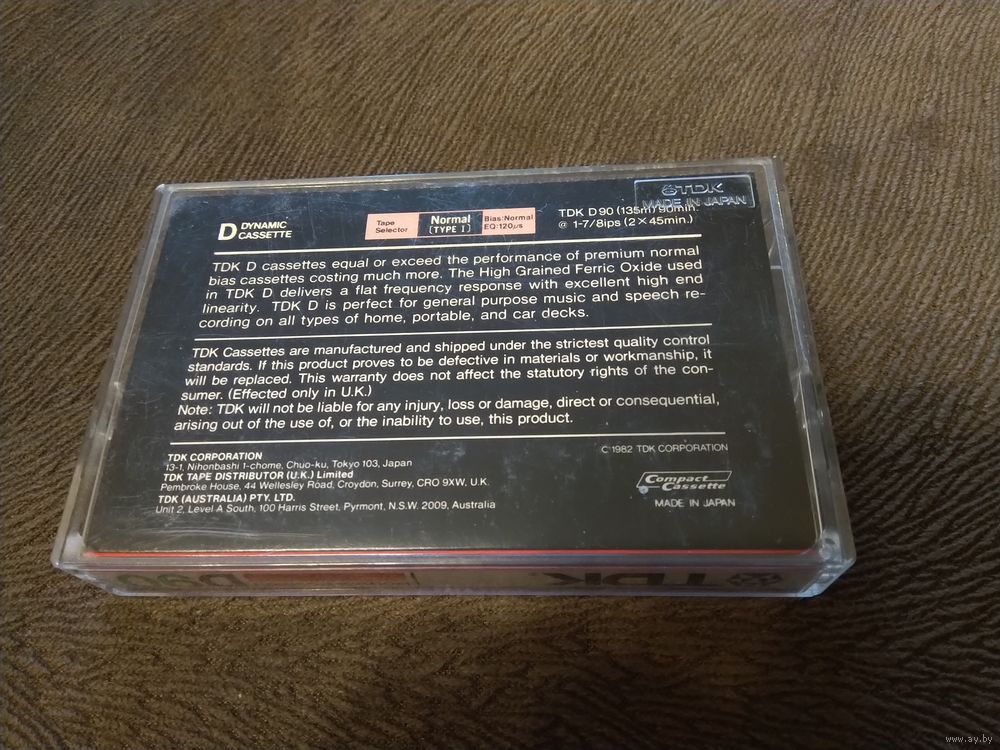 TDK
MADE IN JAPAN
D DYNAMIC
CASSETTE
Tape
Selector
Normal
(TYPE I)
Bias:Normal
EQ:120μs
TDK D90 (135m) 90min.
@ 1-7/8ips (2×45min.)
TDK D cassettes equal or exceed the performance of premium normal
bias cassettes costing much more. The High Grained Ferric Oxide used
in TDK D delivers a flat frequency response with excellent high end
linearity. TDK D is perfect for general purpose music and speech re-
cording on all types of home, portable, and car decks.
TDK Cassettes are manufactured and shipped under the strictest quality control
standards. If this product proves to be defective in materials or workmanship, it
will be replaced. This warranty does not affect the statutory rights of the con-
sumer. (Effected only in U.K.)
Note: TDK will not be liable for any injury, loss or damage, direct or consequential,
arising out of the use of, or the inability to use, this product.
TDK CORPORATION
13-1, Nihonbashi 1-chome, Chuo-ku, Tokyo 103, Japan
TDK TAPE DISTRIBUTOR (U.K.) Limited
Pembroke House, 44 Wellesley Road, Croydon, Surrey, CRO 9XW, U.K.
TDK (AUSTRALIA) PTY. LTD.
Unit 2, Level A South, 100 Harris Street, Pyrmont, N.S.W. 2009, Australia
C 1982 TDK CORPORATION
Compact
Cassette
MADE IN JAPAN
D90
TDK
www.ay.by